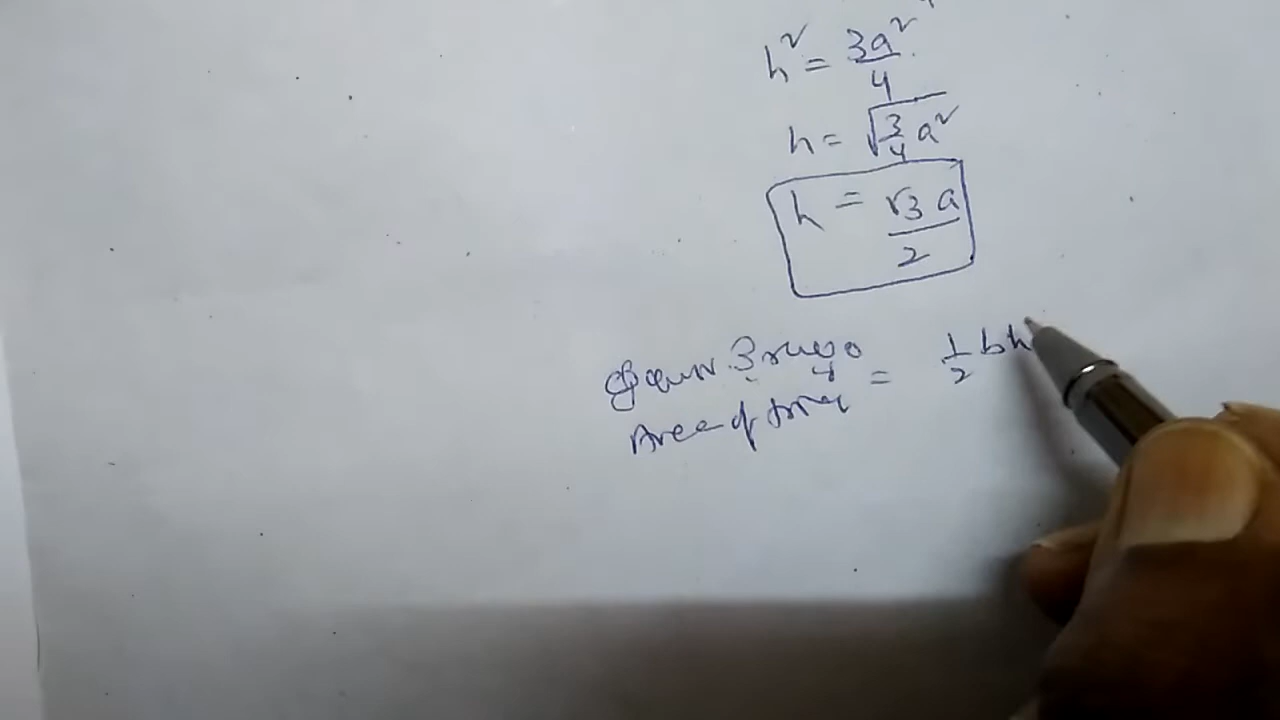 h² = 3a²/4
h = √3/4 a²
h = √3 a/2
= 1/2 bh
Area of